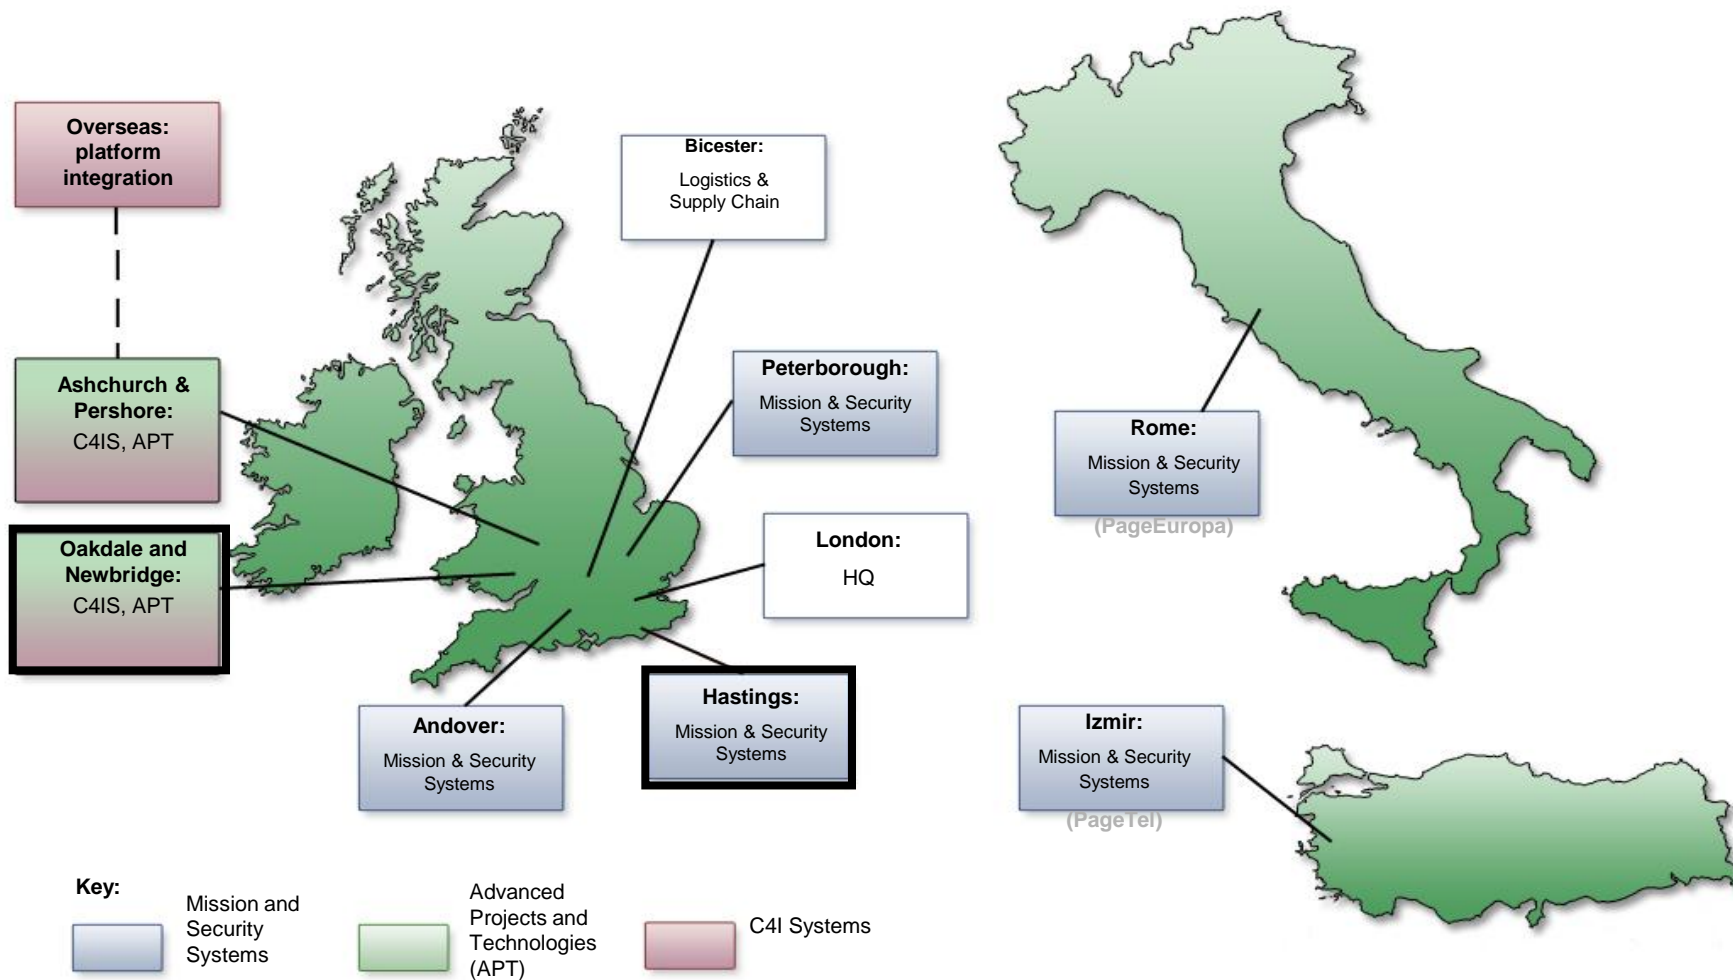 Overseas:
platform
integration
Bicester:
Logistics &
Supply Chain
Ashchurch &
Pershore:
C4IS, APT
Peterborough:
Mission & Security
Systems
Rome:
Mission & Security
Systems
(PageEuropa)
Oakdale and
Newbridge:
C4IS, APT
London:
HQ
Andover:
Mission & Security
Systems
Hastings:
Mission & Security
Systems
Izmir:
Mission & Security
Systems
(PageTel)
Key:
Mission and
Security
Systems
Advanced
Projects and
Technologies
(APT)
C4I Systems